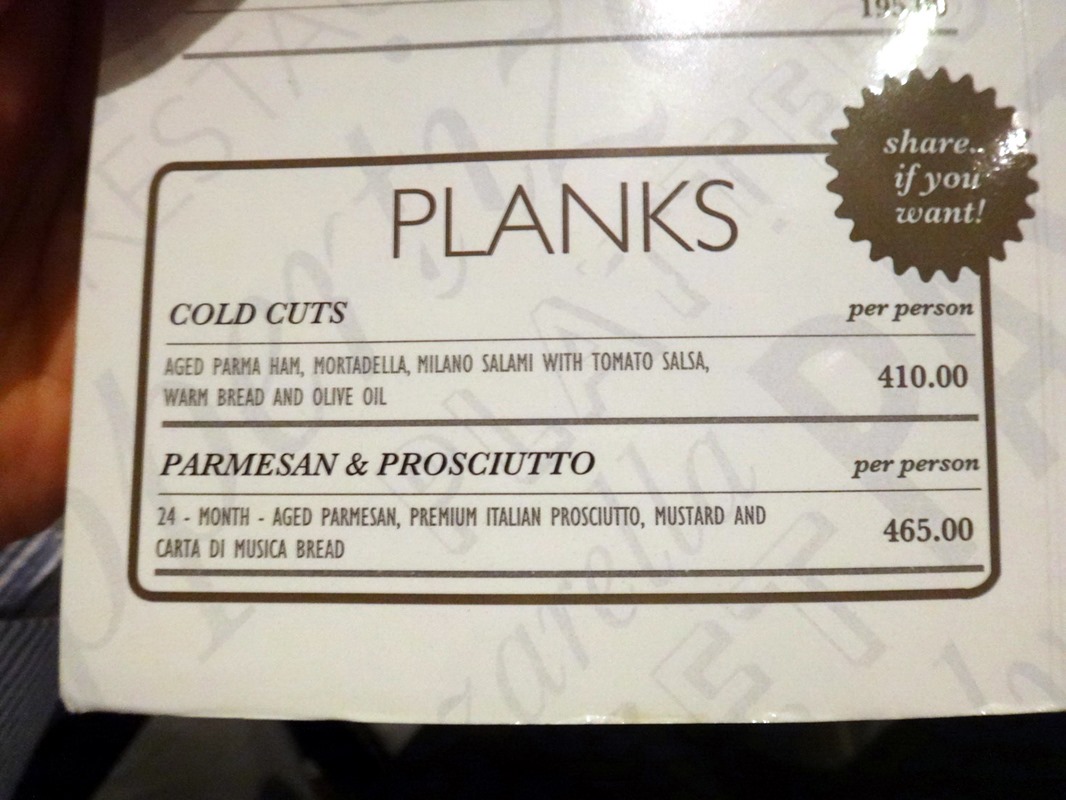 195.00
share..
if you
want!
PLANKS
COLD CUTS per person
AGED PARMA HAM, MORTADELLA, MILANO SALAMI WITH TOMATO SALSA,
WARM BREAD AND OLIVE OIL
410.00
PARMESAN & PROSCIUTTO per person
24 - MONTH - AGED PARMESAN, PREMIUM ITALIAN PROSCIUTTO, MUSTARD AND
CARTA DI MUSICA BREAD
465.00